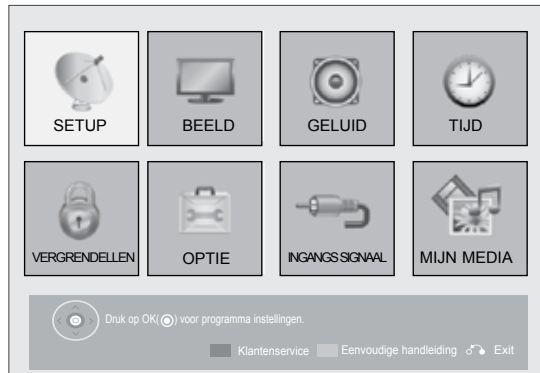 SETUP BEELD GELUID TIJD
VERGRENDELLEN OPTIE INGANGS SIGNAAL MIJN MEDIA
Druk op OK(◉) voor programma instellingen.
Klantenservice Eenvoudige handleiding Exit